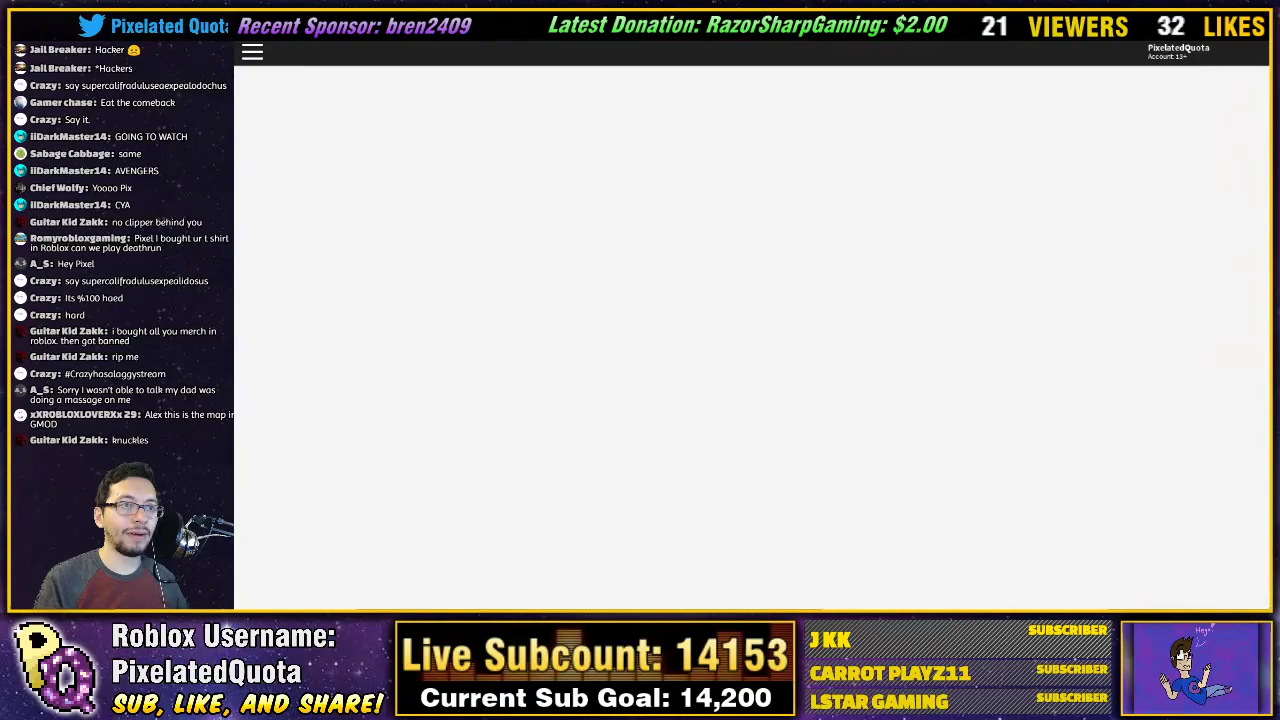 Pixelated Quota
Recent Sponsor: bren2409
Latest Donation: RazorSharpGaming: $2.00
21 VIEWERS
32 LIKES
PixelatedQuota
Account: 13+
Jail Breaker: Hacker
Jail Breaker: *Hackers
Crazy: say supercalifraduluseaexpealodochus
Gamer chase: Eat the comeback
Crazy: Say it.
iiDarkMaster14: GOING TO WATCH
Sabage Cabbage: same
iiDarkMaster14: AVENGERS
Chief Wolfy: Yoooo Pix
iiDarkMaster14: CYA
Guitar Kid Zakk: no clipper behind you
Romyrobloxgaming: Pixel I bought ur t shirt
in Roblox can we play deathrun
A_S: Hey Pixel
Crazy: say supercalifradulusexpealidosus
Crazy: Its %100 haed
Crazy: hard
Guitar Kid Zakk: i bought all you merch in
roblox. then got banned
Guitar Kid Zakk: rip me
Crazy: #Crazyhasalaggystream
A_S: Sorry I wasn't able to talk my dad was
doing a massage on me
xXROBLOXLOVERXx 29: Alex this is the map in
GMOD
Guitar Kid Zakk: knuckles
PQ
Roblox Username:
PixelatedQuota
SUB, LIKE, AND SHARE!
Live Subcount: 14153
Current Sub Goal: 14,200
J KK SUBSCRIBER
CARROT PLAYZ11 SUBSCRIBER
LSTAR GAMING SUBSCRIBER
Hey!